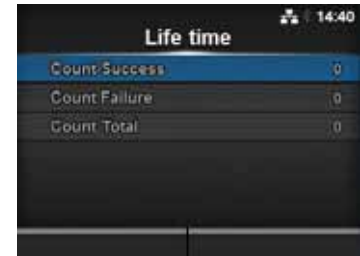 14:40
Life time
Count Success 0
Count Failure 0
Count Total 0